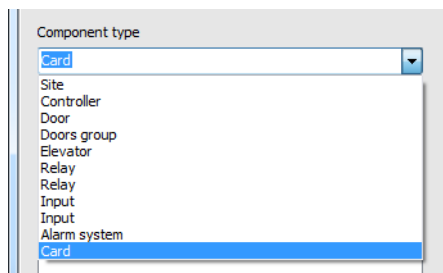 Component type
Card
Site
Controller
Door
Doors group
Elevator
Relay
Relay
Input
Input
Alarm system
Card